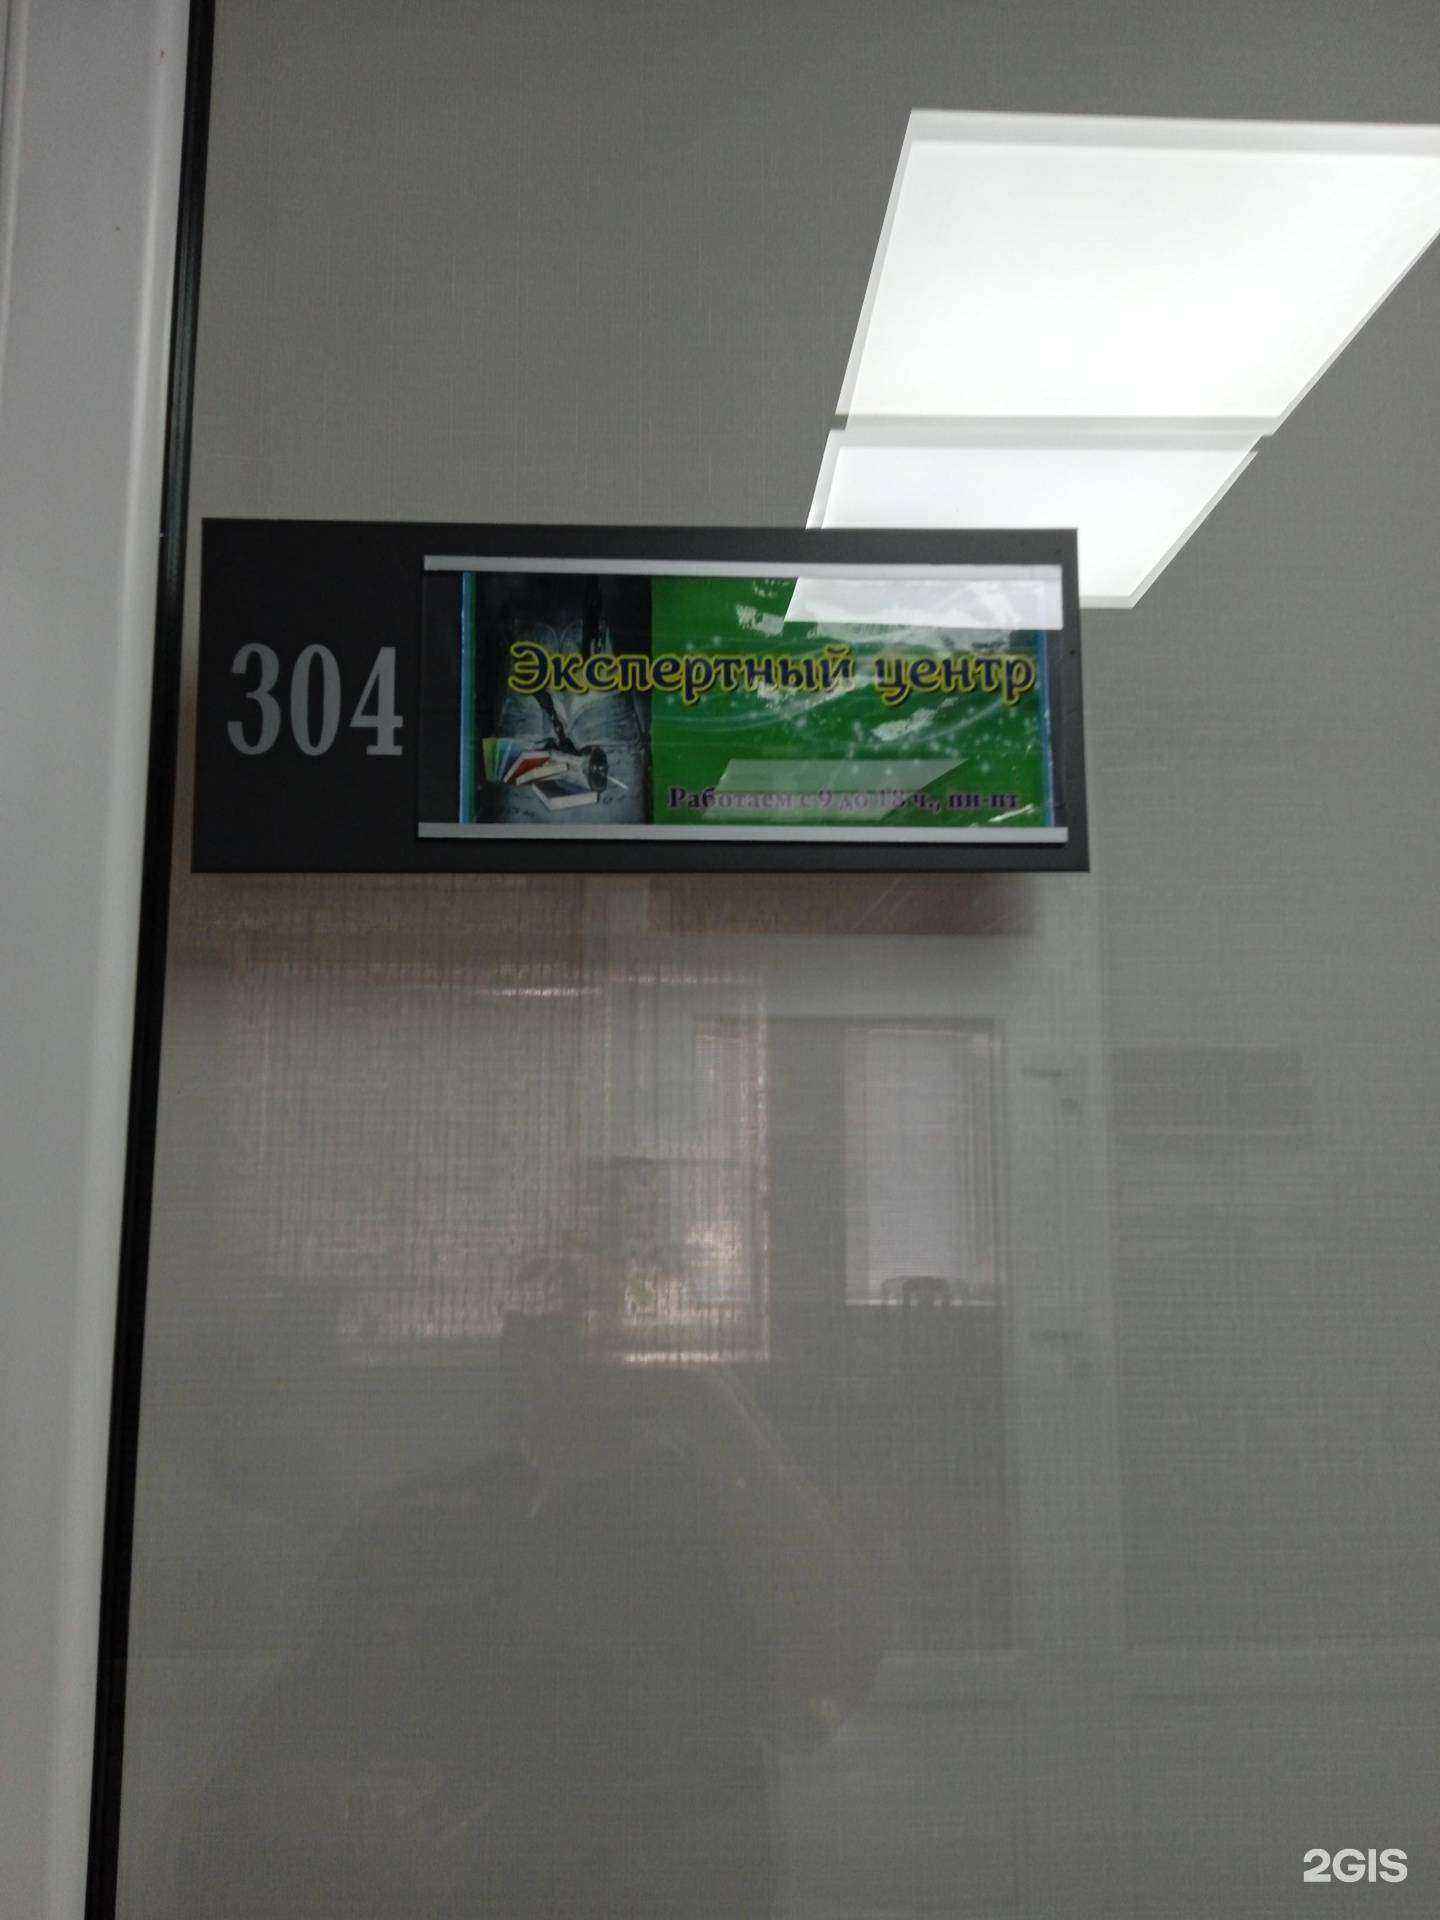 304
Экспертный центр
Работаем с 9 до 18 ч., пн-пт
2GIS